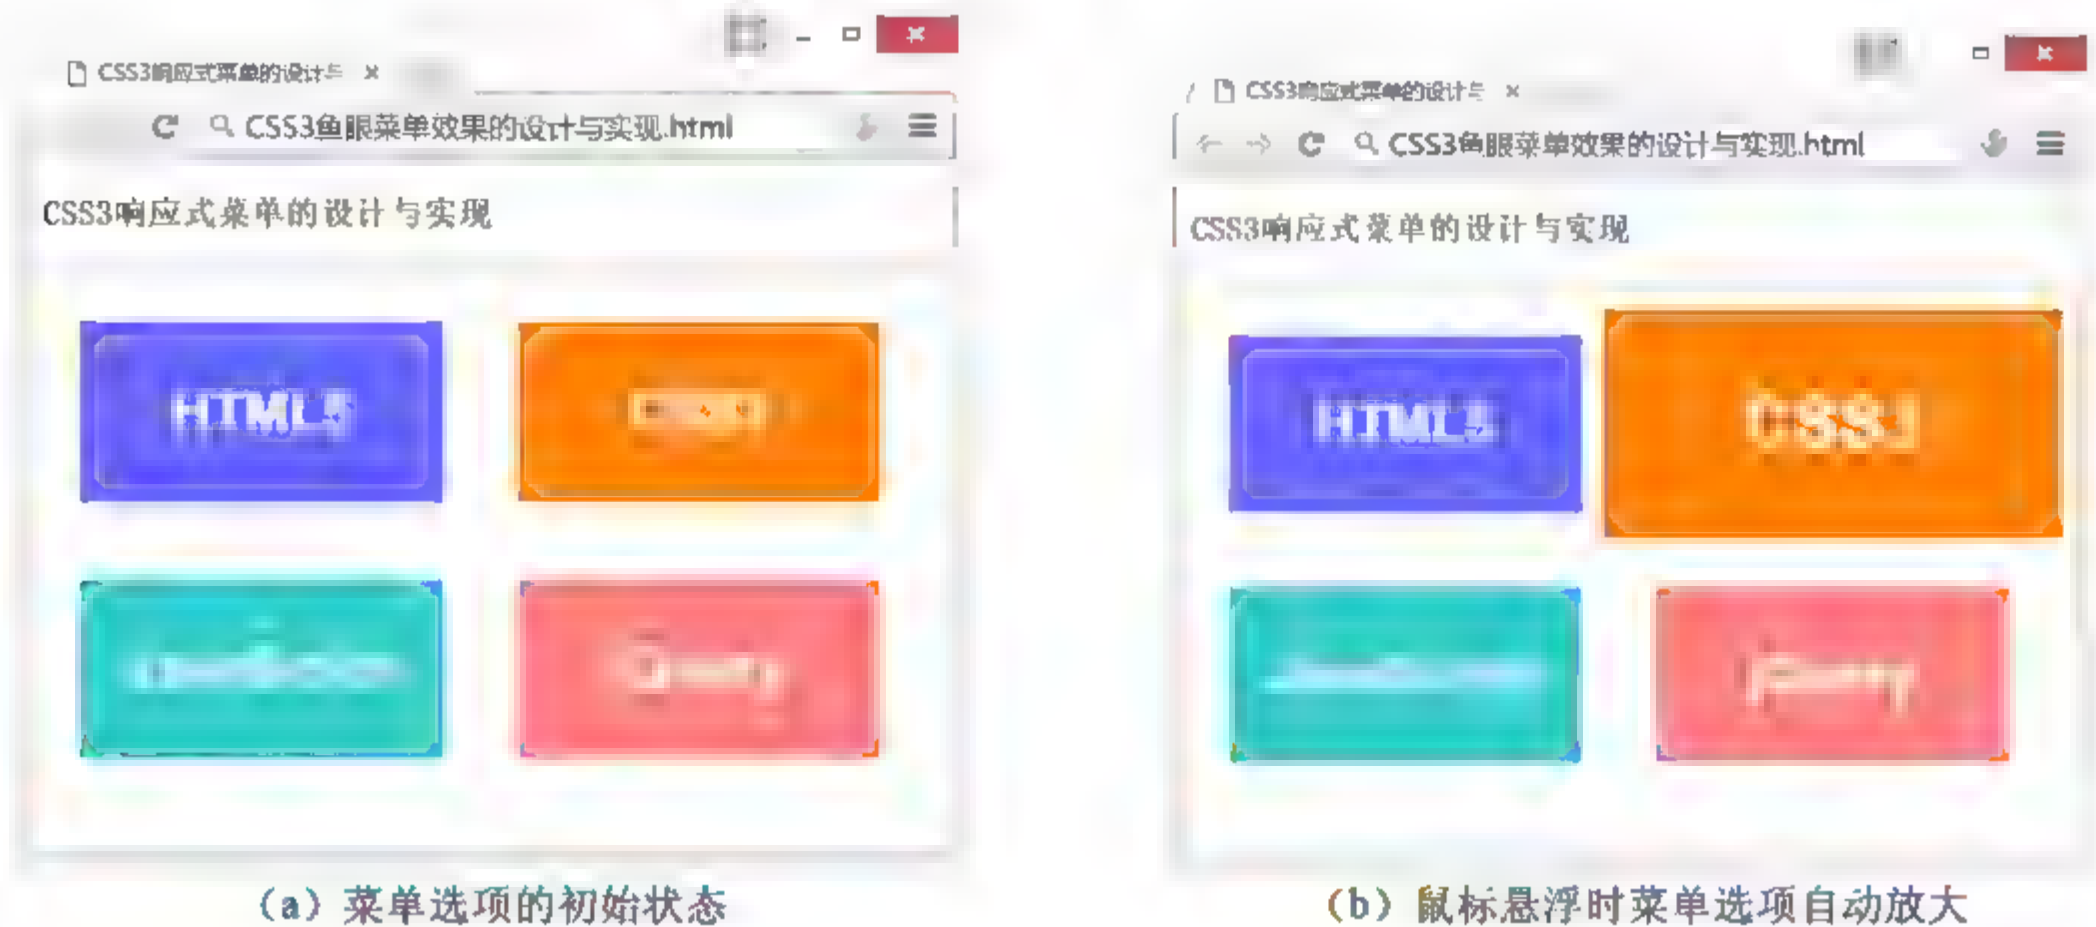 CSS3响应式菜单的设计与
CSS3鱼眼菜单效果的设计与实现.html
CSS3响应式菜单的设计与实现
HTML5
(a) 菜单选项的初始状态
CSS3响应式菜单的设计与
CSS3鱼眼菜单效果的设计与实现.html
CSS3响应式菜单的设计与实现
HTML5
CSS3
(b) 鼠标悬浮时菜单选项自动放大